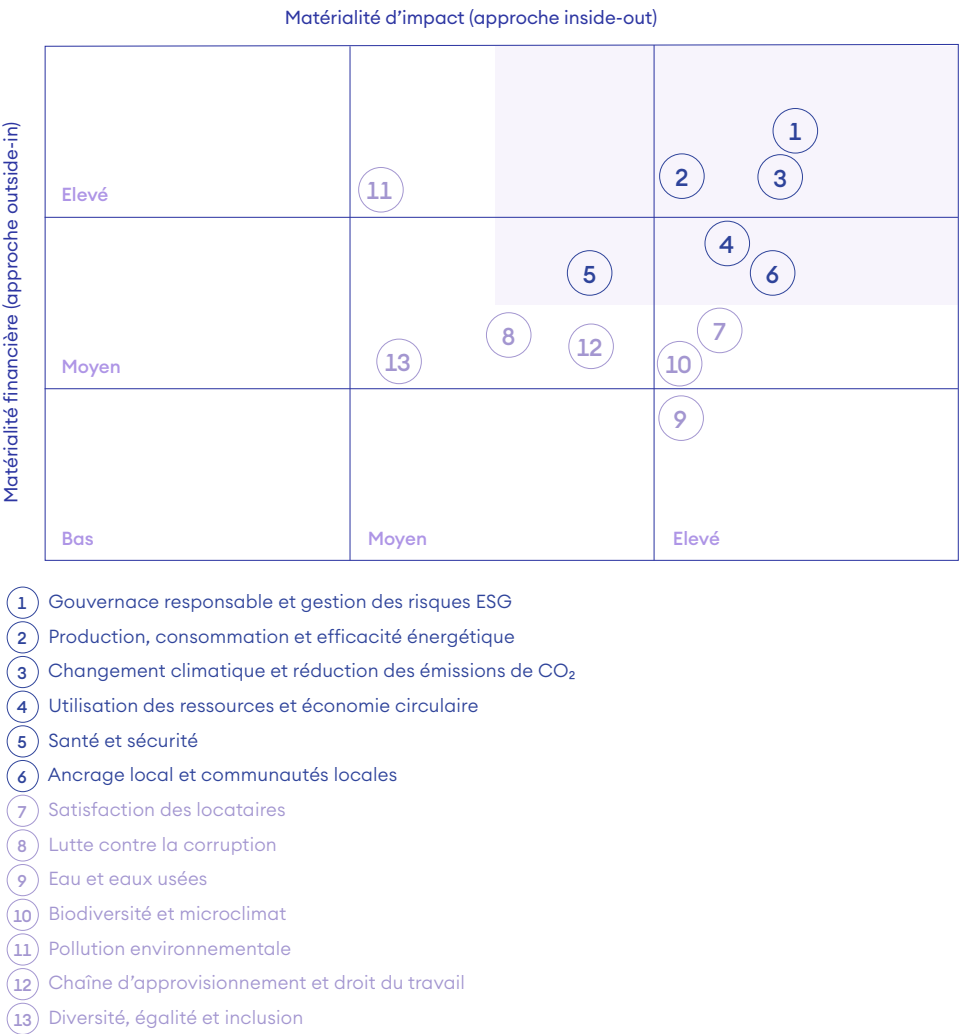 Matérialité d’impact (approche inside-out)
Matérialité financière (approche outside-in)
1
2
3
Elevé
11
4
5
6
7
8
12
13
10
Moyen
9
Bas
Moyen
Elevé
1 Gouvernace responsable et gestion des risques ESG
2 Production, consommation et efficacité énergétique
3 Changement climatique et réduction des émissions de CO₂
4 Utilisation des ressources et économie circulaire
5 Santé et sécurité
6 Ancrage local et communautés locales
7 Satisfaction des locataires
8 Lutte contre la corruption
9 Eau et eaux usées
10 Biodiversité et microclimat
11 Pollution environnementale
12 Chaîne d’approvisionnement et droit du travail
13 Diversité, égalité et inclusion